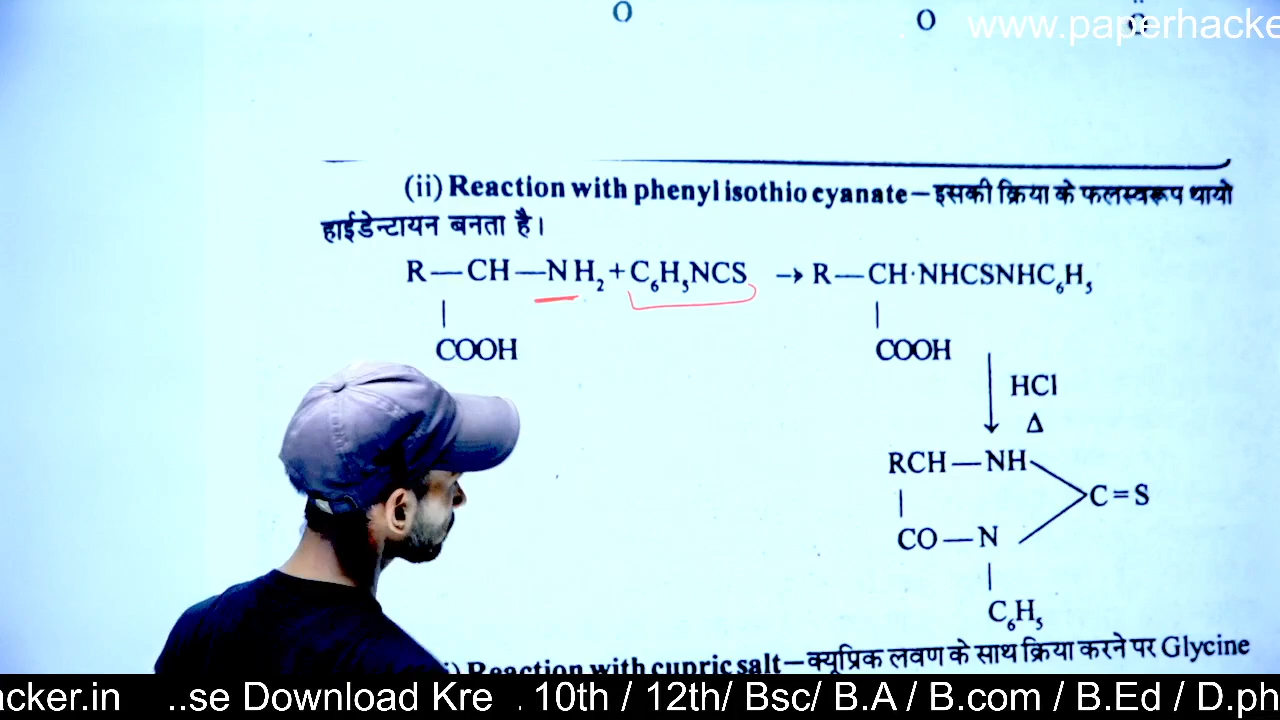 O
O
www.paperhacke
(ii) Reaction with phenyl isothio cyanate–इसकी क्रिया के फलस्वरूप थायो
हाईडेन्टायन बनता है।
R—CH—NH₂+C₆H₅NCS → R—CH·NHCSNHC₆H₅
|
|
COOH
COOH
HCl
Δ
RCH—NH
C=S
|
CO—N
|
C₆H₅
) Reaction with cupric salt–क्यूप्रिक लवण के साथ क्रिया करने पर Glycine
acker.in ..se Download Kre . 10th / 12th/ Bsc/ B.A / B.com / B.Ed / D.ph